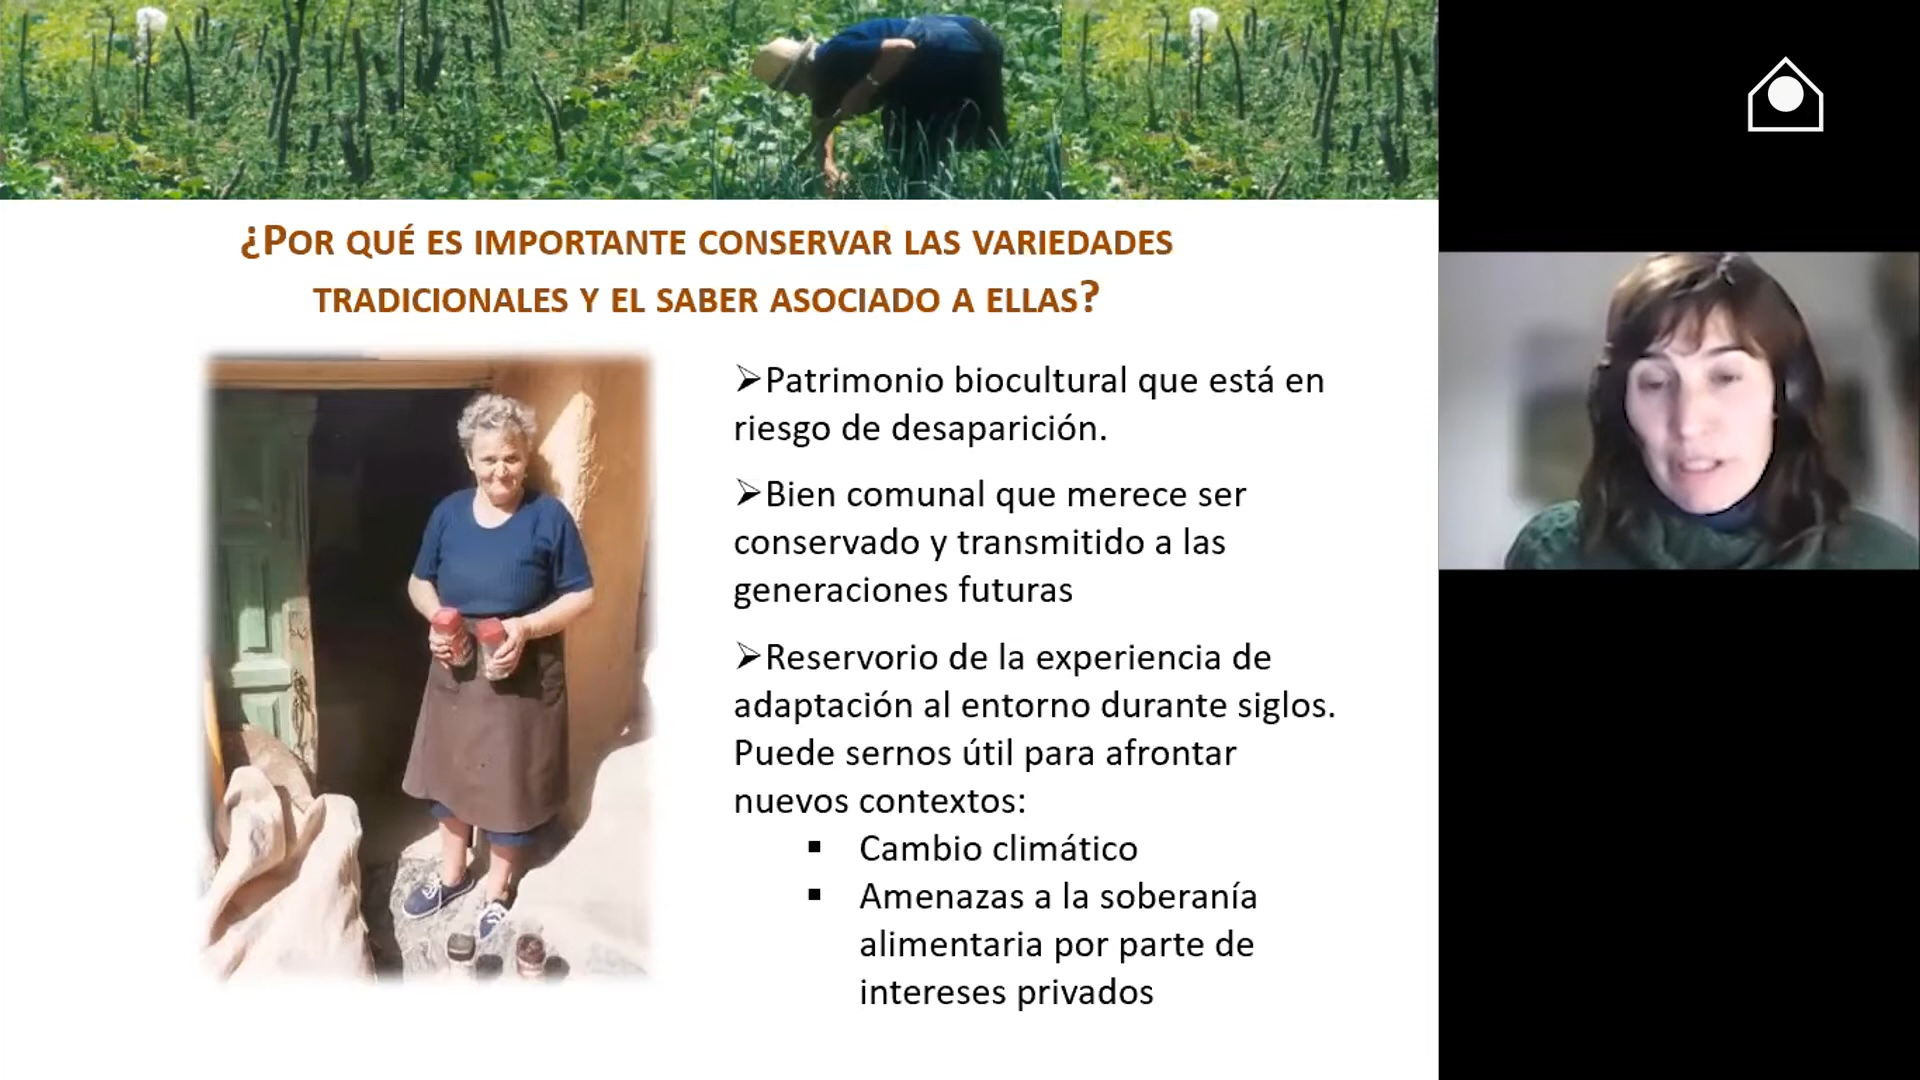 ¿Por qué es importante conservar las variedades
tradicionales y el saber asociado a ellas?
➢Patrimonio biocultural que está en
riesgo de desaparición.
➢Bien comunal que merece ser
conservado y transmitido a las
generaciones futuras
➢Reservorio de la experiencia de
adaptación al entorno durante siglos.
Puede sernos útil para afrontar
nuevos contextos:
▪ Cambio climático
▪ Amenazas a la soberanía
alimentaria por parte de
intereses privados